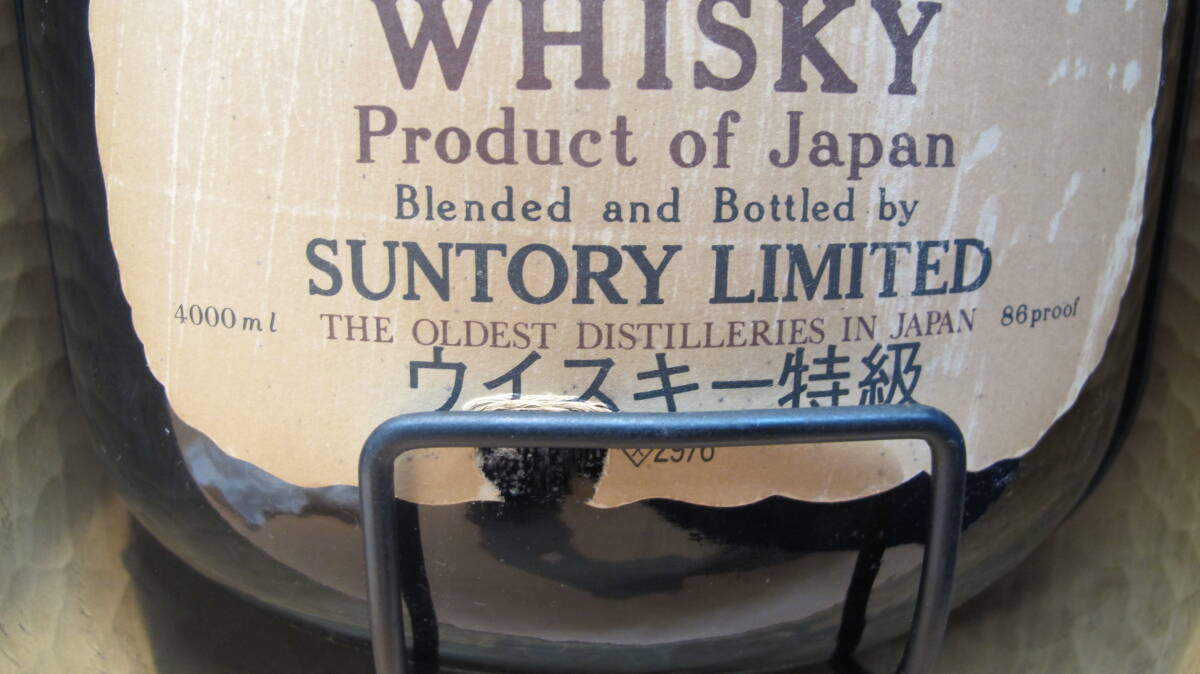 WHISKY
Product of Japan
Blended and Bottled by
SUNTORY LIMITED
4000ml THE OLDEST DISTILLERIES IN JAPAN 86proof
ウイスキー特級
2976